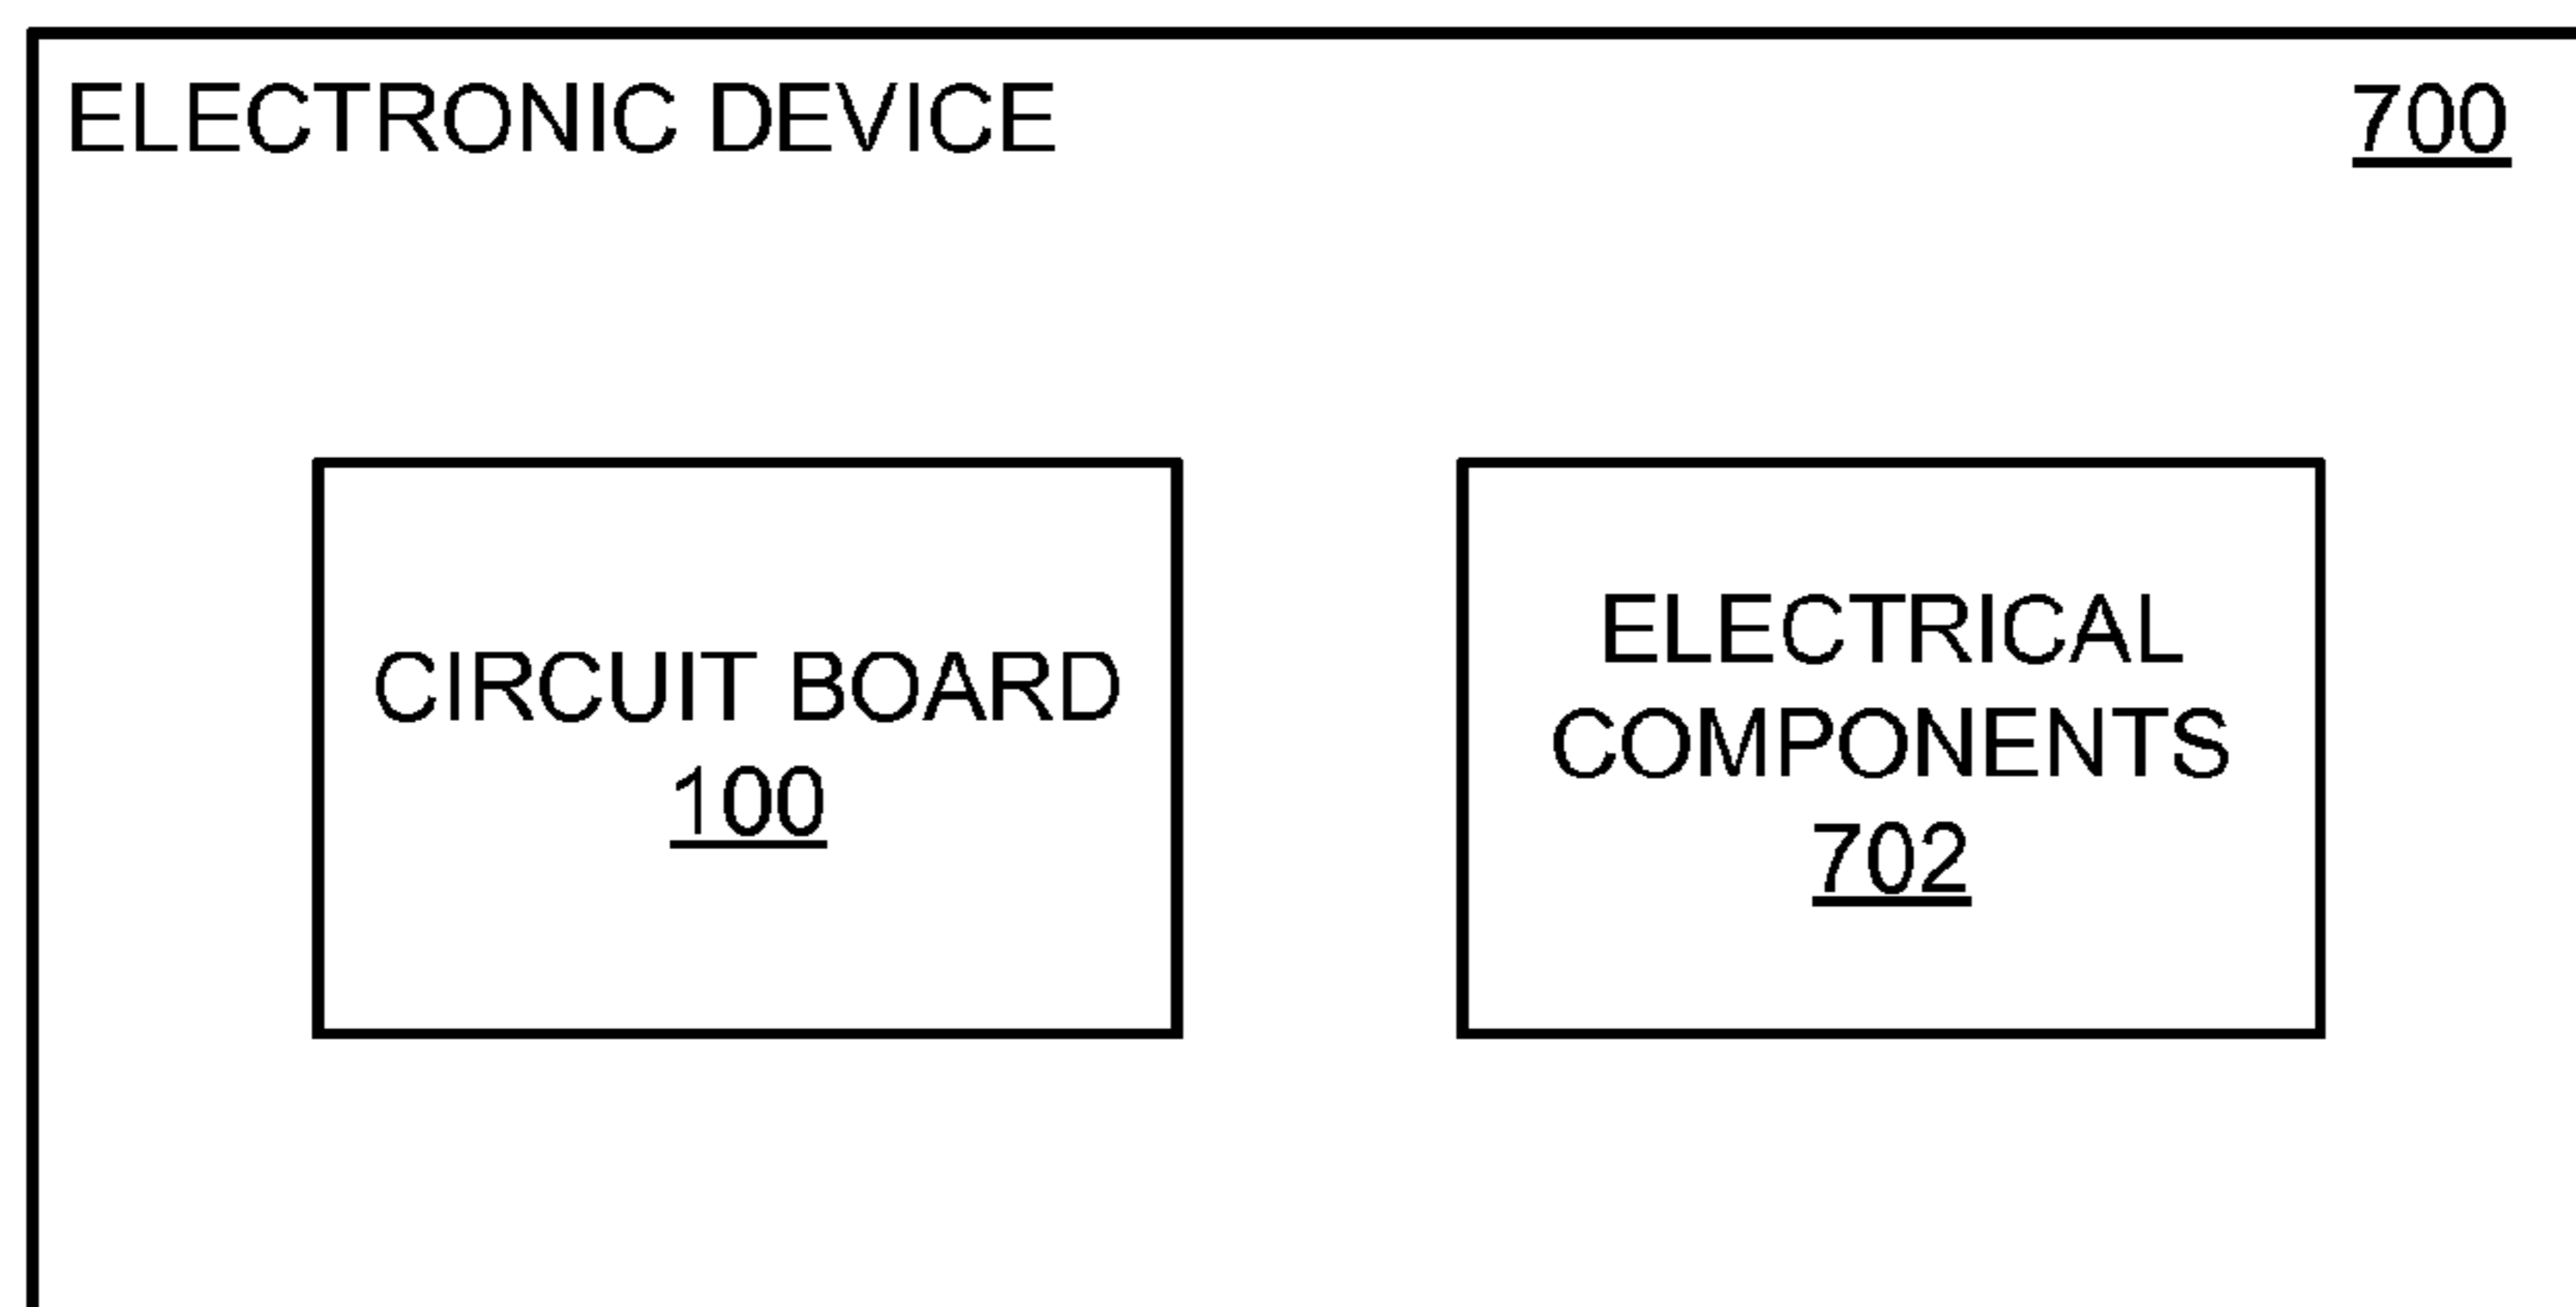 ELECTRONIC DEVICE 700
CIRCUIT BOARD
100
ELECTRICAL
COMPONENTS
702